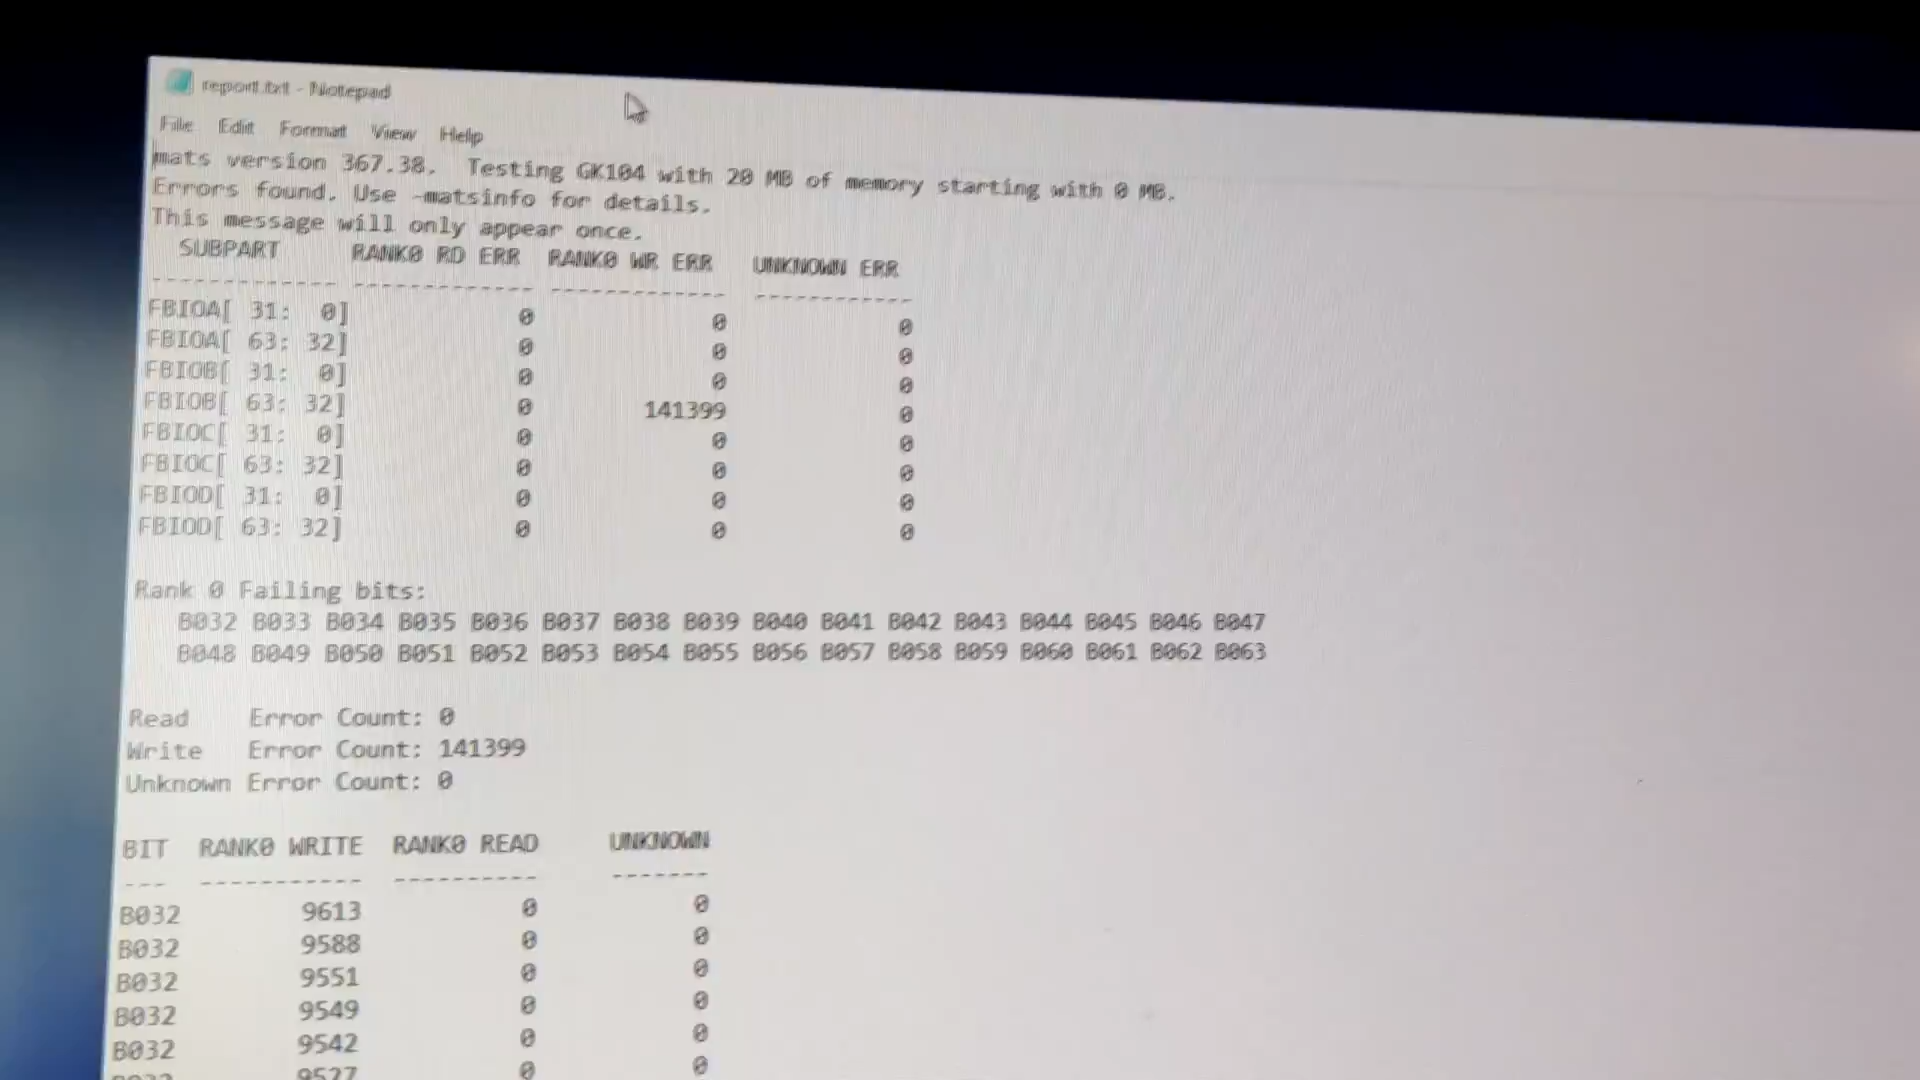 report.txt - Notepad
File Edit Format View Help
mats version 367.38. Testing GK104 with 20 MB of memory starting with 0 MB.
Errors found. Use -matsinfo for details.
This message will only appear once.
SUBPART RANK0 RD ERR RANK0 WR ERR UNKNOWN ERR
------------- ------------ ------------ -----------
FBIOA[ 31: 0] 0 0 0
FBIOA[ 63: 32] 0 0 0
FBIOB[ 31: 0] 0 0 0
FBIOB[ 63: 32] 0 141399 0
FBIOC[ 31: 0] 0 0 0
FBIOC[ 63: 32] 0 0 0
FBIOD[ 31: 0] 0 0 0
FBIOD[ 63: 32] 0 0 0
Rank 0 Failing bits:
B032 B033 B034 B035 B036 B037 B038 B039 B040 B041 B042 B043 B044 B045 B046 B047
B048 B049 B050 B051 B052 B053 B054 B055 B056 B057 B058 B059 B060 B061 B062 B063
Read Error Count: 0
Write Error Count: 141399
Unknown Error Count: 0
BIT RANK0 WRITE RANK0 READ UNKNOWN
--- ----------- ---------- -------
B032 9613 0 0
B032 9588 0 0
B032 9551 0 0
B032 9549 0 0
B032 9542 0 0
B032 9527 0 0